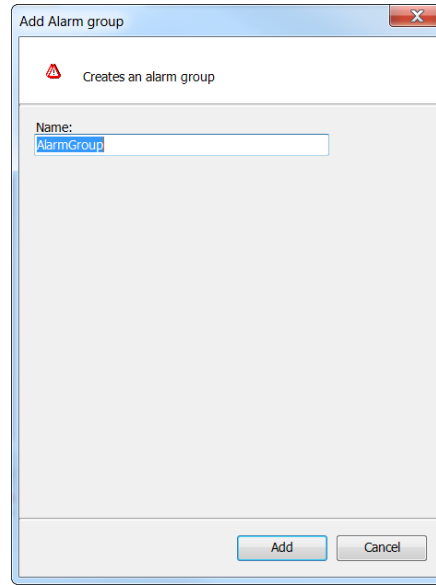 Add Alarm group
Creates an alarm group
Name:
AlarmGroup
Add
Cancel